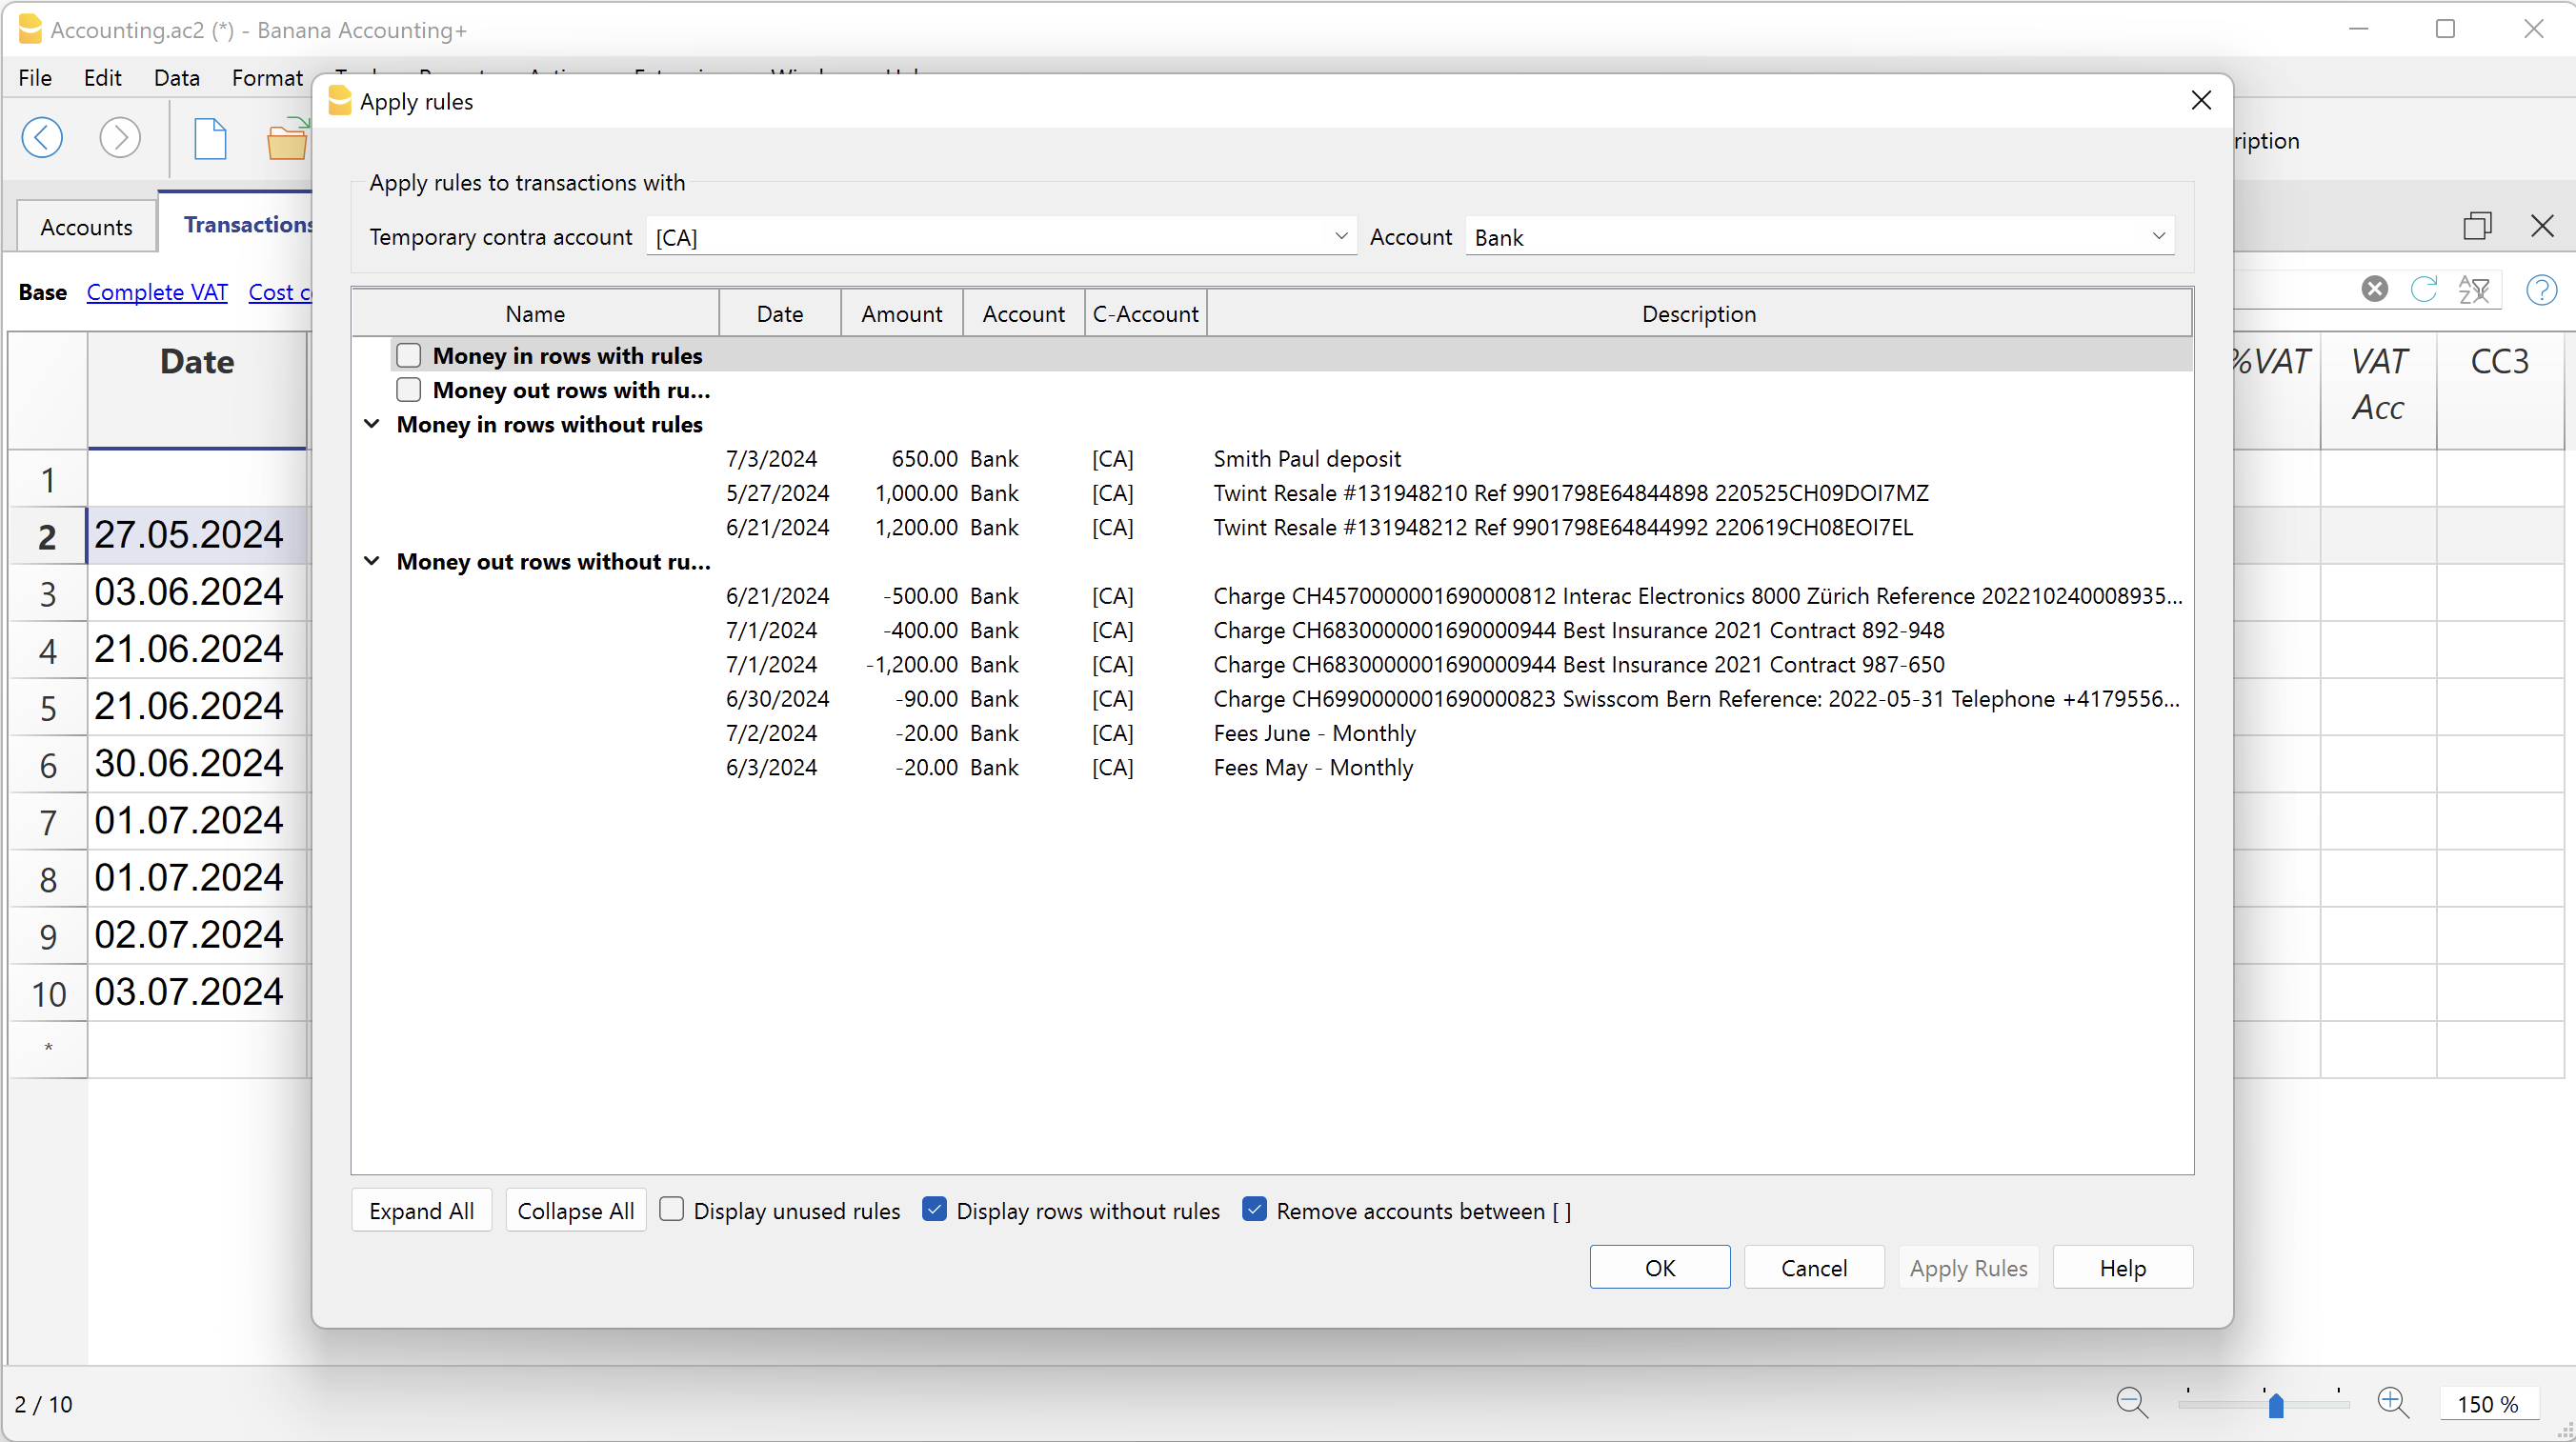 Accounting.ac2 (*) - Banana Accounting+
File Edit Data Format
Apply rules
ription
Accounts Transactions
Apply rules to transactions with
Temporary contra account [CA] Account Bank
Base Complete VAT Cost
Name Date Amount Account C-Account Description
Date %VAT VAT Acc CC3
Money in rows with rules
Money out rows with ru...
Money in rows without rules
7/3/2024 650.00 Bank [CA] Smith Paul deposit
5/27/2024 1,000.00 Bank [CA] Twint Resale #131948210 Ref 9901798E64844898 220525CH09DOI7MZ
6/21/2024 1,200.00 Bank [CA] Twint Resale #131948212 Ref 9901798E64844992 220619CH08EOI7EL
Money out rows without ru...
6/21/2024 -500.00 Bank [CA] Charge CH4570000001690000812 Interac Electronics 8000 Zürich Reference 202210240008935...
7/1/2024 -400.00 Bank [CA] Charge CH6830000001690000944 Best Insurance 2021 Contract 892-948
7/1/2024 -1,200.00 Bank [CA] Charge CH6830000001690000944 Best Insurance 2021 Contract 987-650
6/30/2024 -90.00 Bank [CA] Charge CH6990000001690000823 Swisscom Bern Reference: 2022-05-31 Telephone +4179556...
7/2/2024 -20.00 Bank [CA] Fees June - Monthly
6/3/2024 -20.00 Bank [CA] Fees May - Monthly
1
2 27.05.2024
3 03.06.2024
4 21.06.2024
5 21.06.2024
6 30.06.2024
7 01.07.2024
8 01.07.2024
9 02.07.2024
10 03.07.2024
*
Expand All Collapse All Display unused rules Display rows without rules Remove accounts between [ ]
OK Cancel Apply Rules Help
2 / 10
150 %